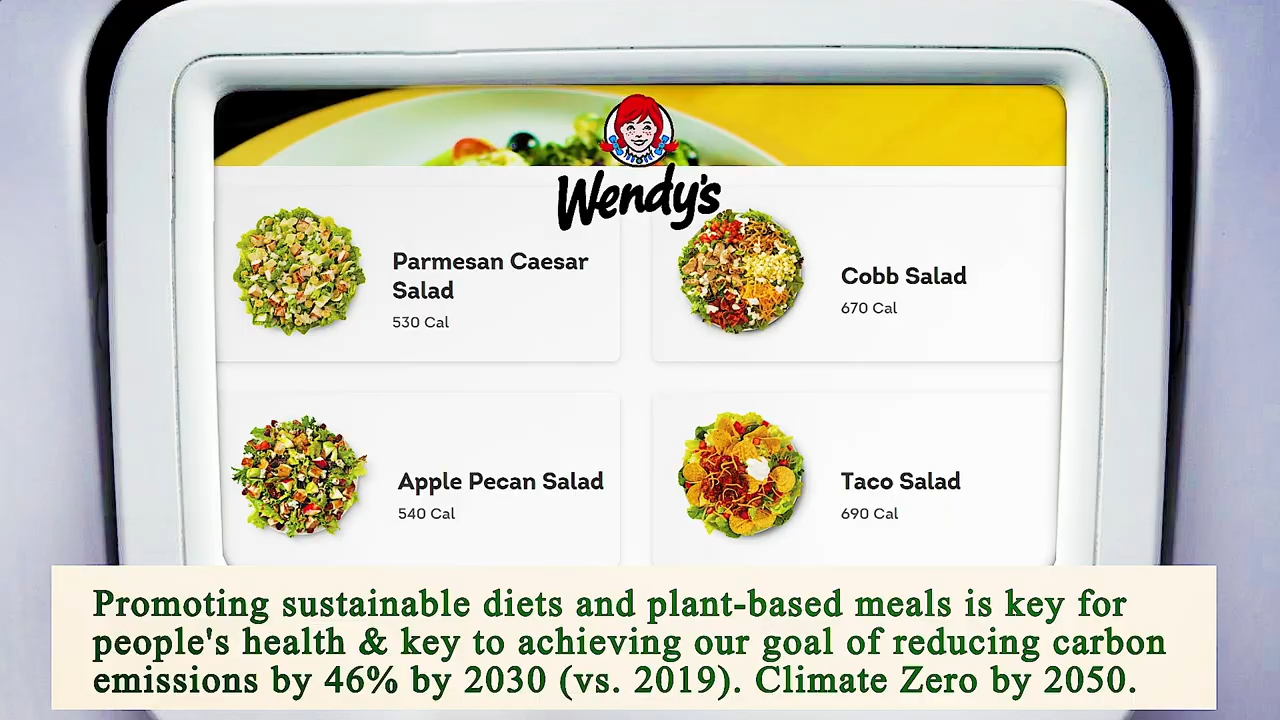 Wendy's
Parmesan Caesar
Salad
530 Cal
Cobb Salad
670 Cal
Apple Pecan Salad
540 Cal
Taco Salad
690 Cal
Promoting sustainable diets and plant-based meals is key for
people's health & key to achieving our goal of reducing carbon
emissions by 46% by 2030 (vs. 2019). Climate Zero by 2050.